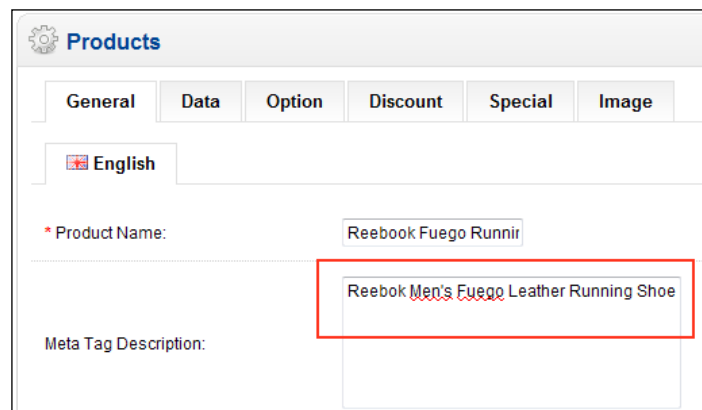 Products
General Data Option Discount Special Image
English
* Product Name: Reebook Fuego Runnin
Reebok Men's Fuego Leather Running Shoe
Meta Tag Description: